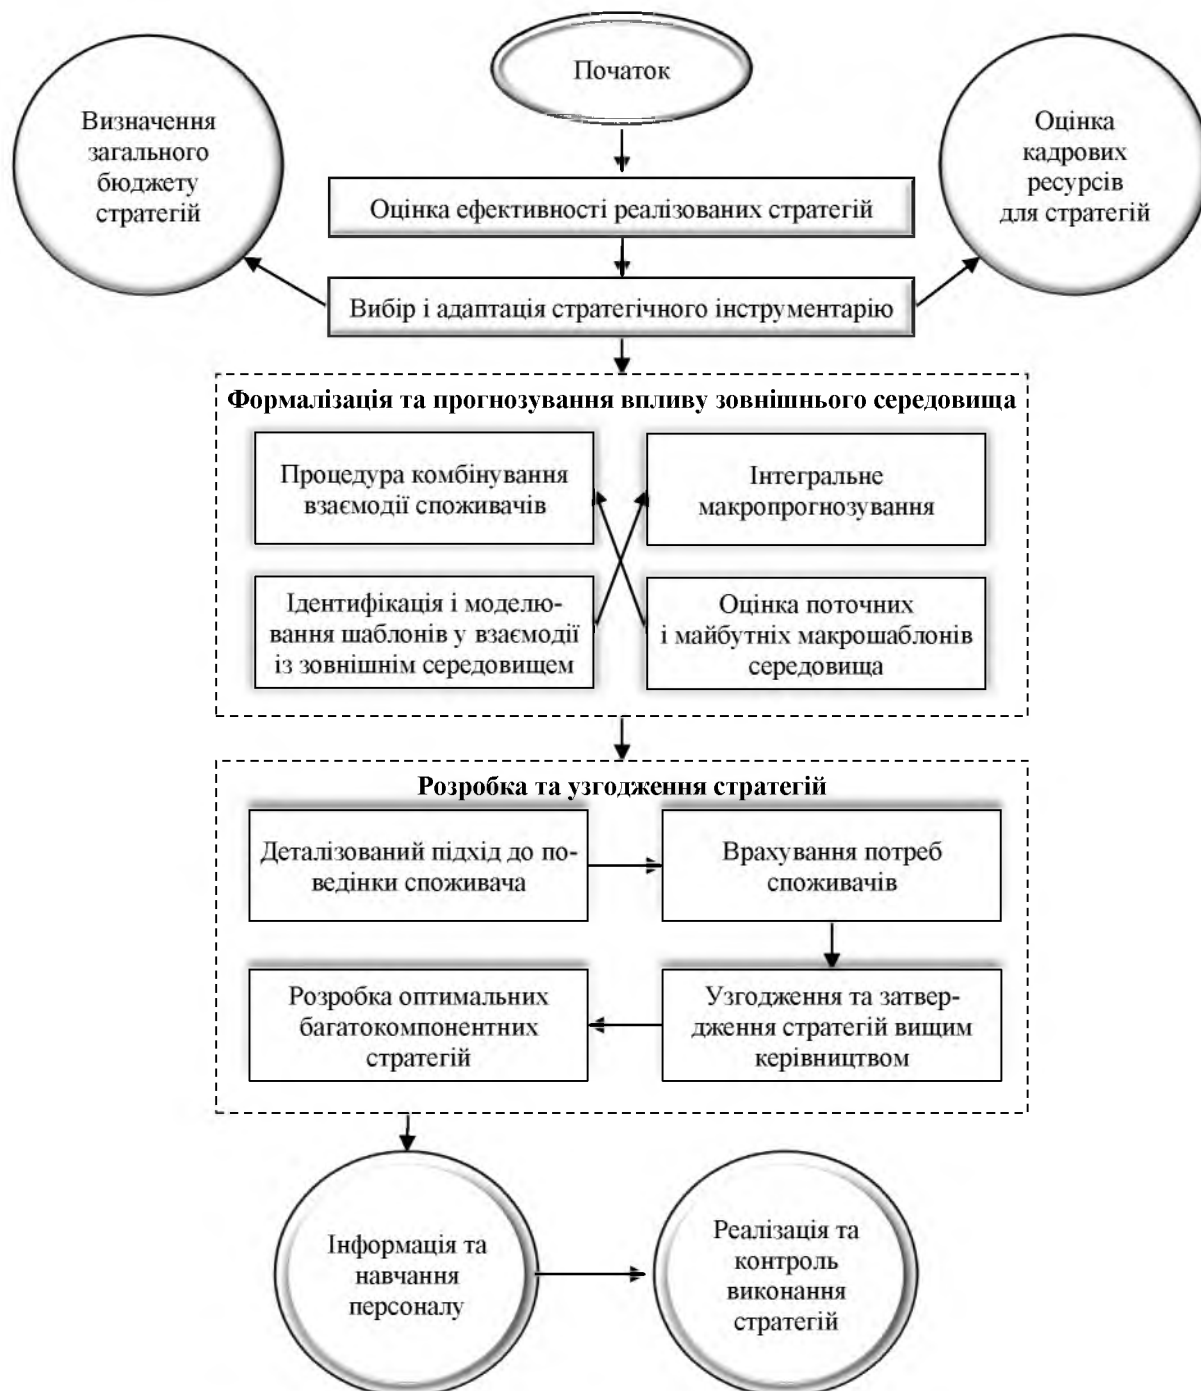 Початок
Визначення
загального
бюджету
стратегій
Оцінка
кадрових
ресурсів
для стратегій
Оцінка ефективності реалізованих стратегій
Вибір і адаптація стратегічного інструментарію
Формалізація та прогнозування впливу зовнішнього середовища
Процедура комбінування
взаємодії споживачів
Інтегральне
макропрогнозування
Ідентифікація і моделю-
вання шаблонів у взаємодії
із зовнішнім середовищем
Оцінка поточних
і майбутніх макрошаблонів
середовища
Розробка та узгодження стратегій
Деталізований підхід до по-
ведінки споживача
Врахування потреб
споживачів
Розробка оптимальних
багатокомпонентних
стратегій
Узгодження та затвер-
дження стратегій вищим
керівництвом
Інформація та
навчання
персоналу
Реалізація та
контроль
виконання
стратегій